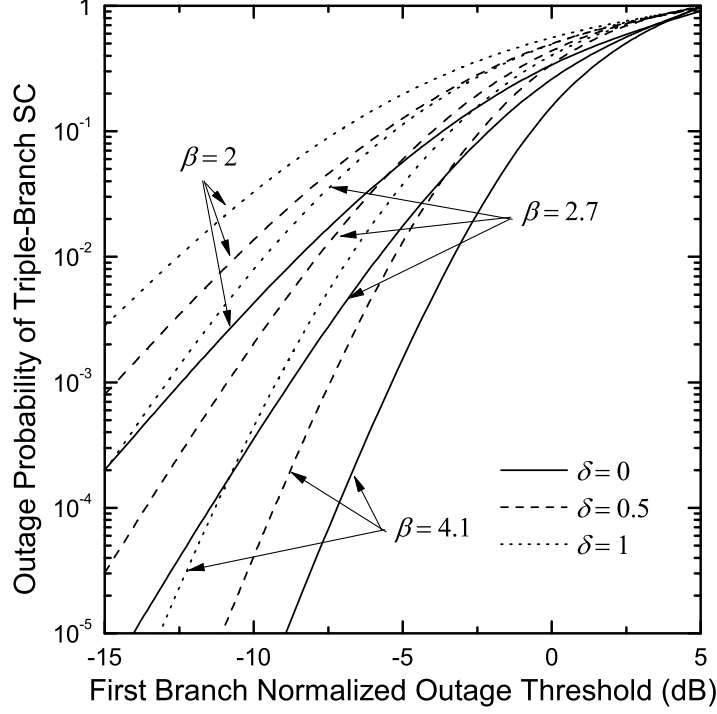 Outage Probability of Triple-Branch SC
1
10⁻¹
10⁻²
10⁻³
10⁻⁴
10⁻⁵
β = 2
β = 2.7
β = 4.1
δ = 0
δ = 0.5
δ = 1
-15 -10 -5 0 5
First Branch Normalized Outage Threshold (dB)